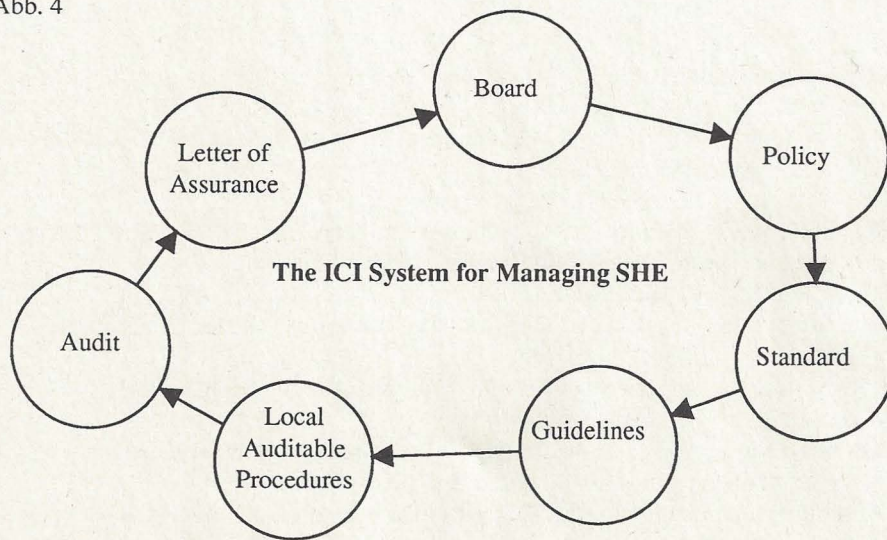 Abb. 4
Board
Policy
Letter of
Assurance
The ICI System for Managing SHE
Audit
Standard
Local
Auditable
Procedures
Guidelines